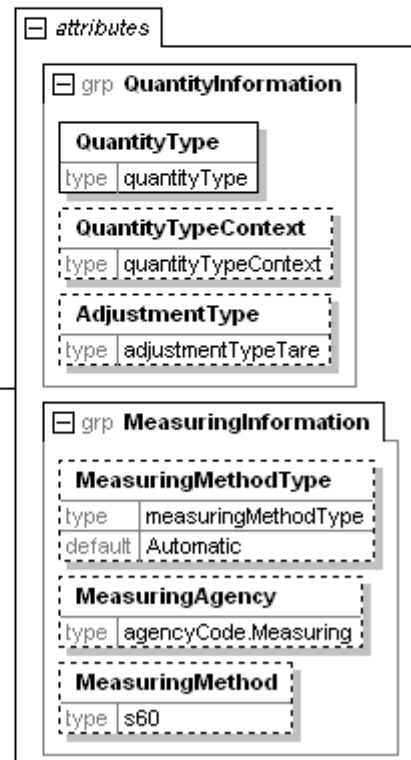 attributes
grp QuantityInformation
QuantityType
type quantityType
QuantityTypeContext
type quantityTypeContext
AdjustmentType
type adjustmentTypeTare
grp MeasuringInformation
MeasuringMethodType
type measuringMethodType
default Automatic
MeasuringAgency
type agencyCode.Measuring
MeasuringMethod
type s60